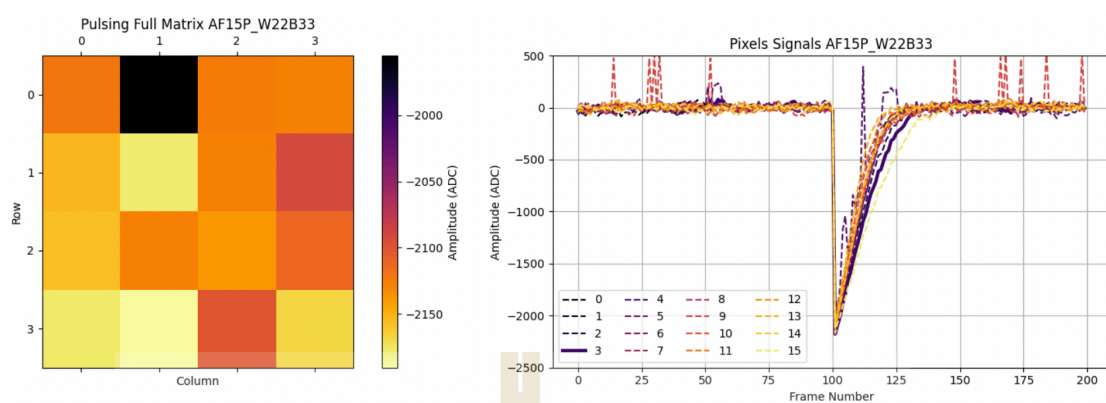 Pulsing Full Matrix AF15P_W22B33
0 1 2 3
0
1
2
3
Row
Column
−2000
−2050
−2100
−2150
Amplitude (ADC)
Pixels Signals AF15P_W22B33
500
0
−500
−1000
−1500
−2000
−2500
Amplitude (ADC)
0 4 8 12
1 5 9 13
2 6 10 14
3 7 11 15
0 25 50 75 100 125 150 175 200
Frame Number